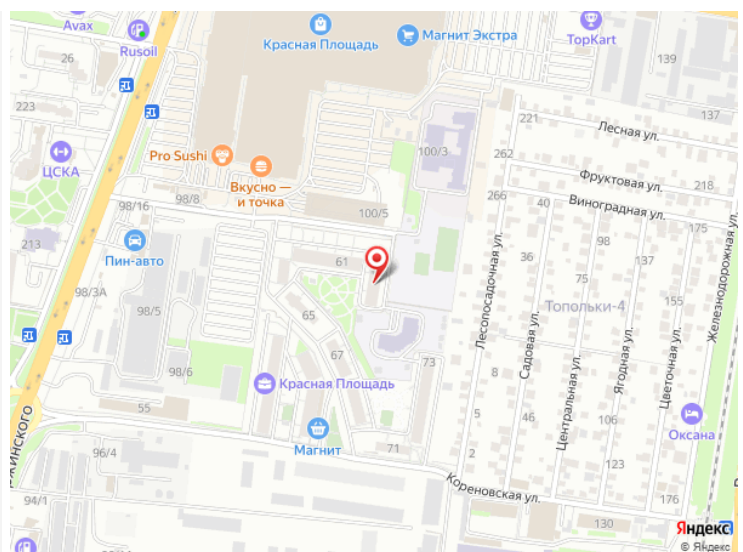 Avax
Rusoil
26
223
ЦСКА
213
98/16
98/8
Красная Площадь
Магнит Экстра
TopKart
139
137
221
Лесная ул.
100/3
262
Фруктовая ул.
218
Pro Sushi
Вкусно —
и точка
266
40
Виноградная ул.
175
100/5
98
137
Пин-авто
61
98/3А
98/5
65
67
73
98/6
55
Красная Площадь
Магнит
71
96/4
94/1
Лесопосадочная ул.
Садовая ул.
75
Топольки-4
155
Центральная ул.
Ягодная ул.
Цветочная ул.
Железнодорожная ул.
8
5
2
36
46
106
123
Оксана
176
Кореновская ул.
130
Яндекс
© Яндекс